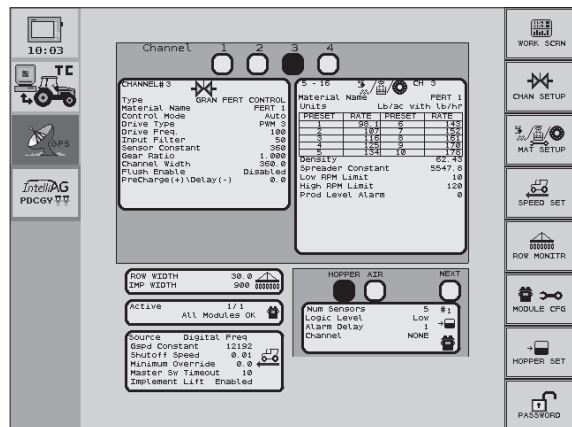 10:03
TC
GPS
IntelliAG
PDCGY
Channel 1 2 3 4
CHANNEL#3
Type GRAN FERT CONTROL
Material Name FERT 1
Control Mode Auto
Drive Type PWM 3
Drive Freq. 100
Input Filter 50
Sensor Constant 360
Gear Ratio 1.000
Channel Width 360.0
Flush Enable Disabled
PreCharge(+)\Delay(-) 0.0
5 - 16 CH 3
Material Name FERT 1
Units Lb/ac with lb/hr
PRESET RATE PRESET RATE
1 98.1 6 143
2 107 7 152
3 116 8 161
4 125 9 170
5 134 10 178
Density 62.43
Spreader Constant 5547.8
Low RPM Limit 10
High RPM Limit 120
Prod Level Alarm 0
ROW WIDTH 30.0
IMP WIDTH 900
Active 1/1
All Modules OK
Source Digital Freq
Gspd Constant 12192
Shutoff Speed 0.01
Minimum Override 0.0
Master Sw Timeout 10
Implement Lift Enabled
HOPPER AIR NEXT
Num Sensors 5 #1
Logic Level Low
Alarm Delay 1
Channel NONE
WORK SCRN
CHAN SETUP
MAT SETUP
SPEED SET
ROW MONITR
MODULE CFG
HOPPER SET
PASSWORD